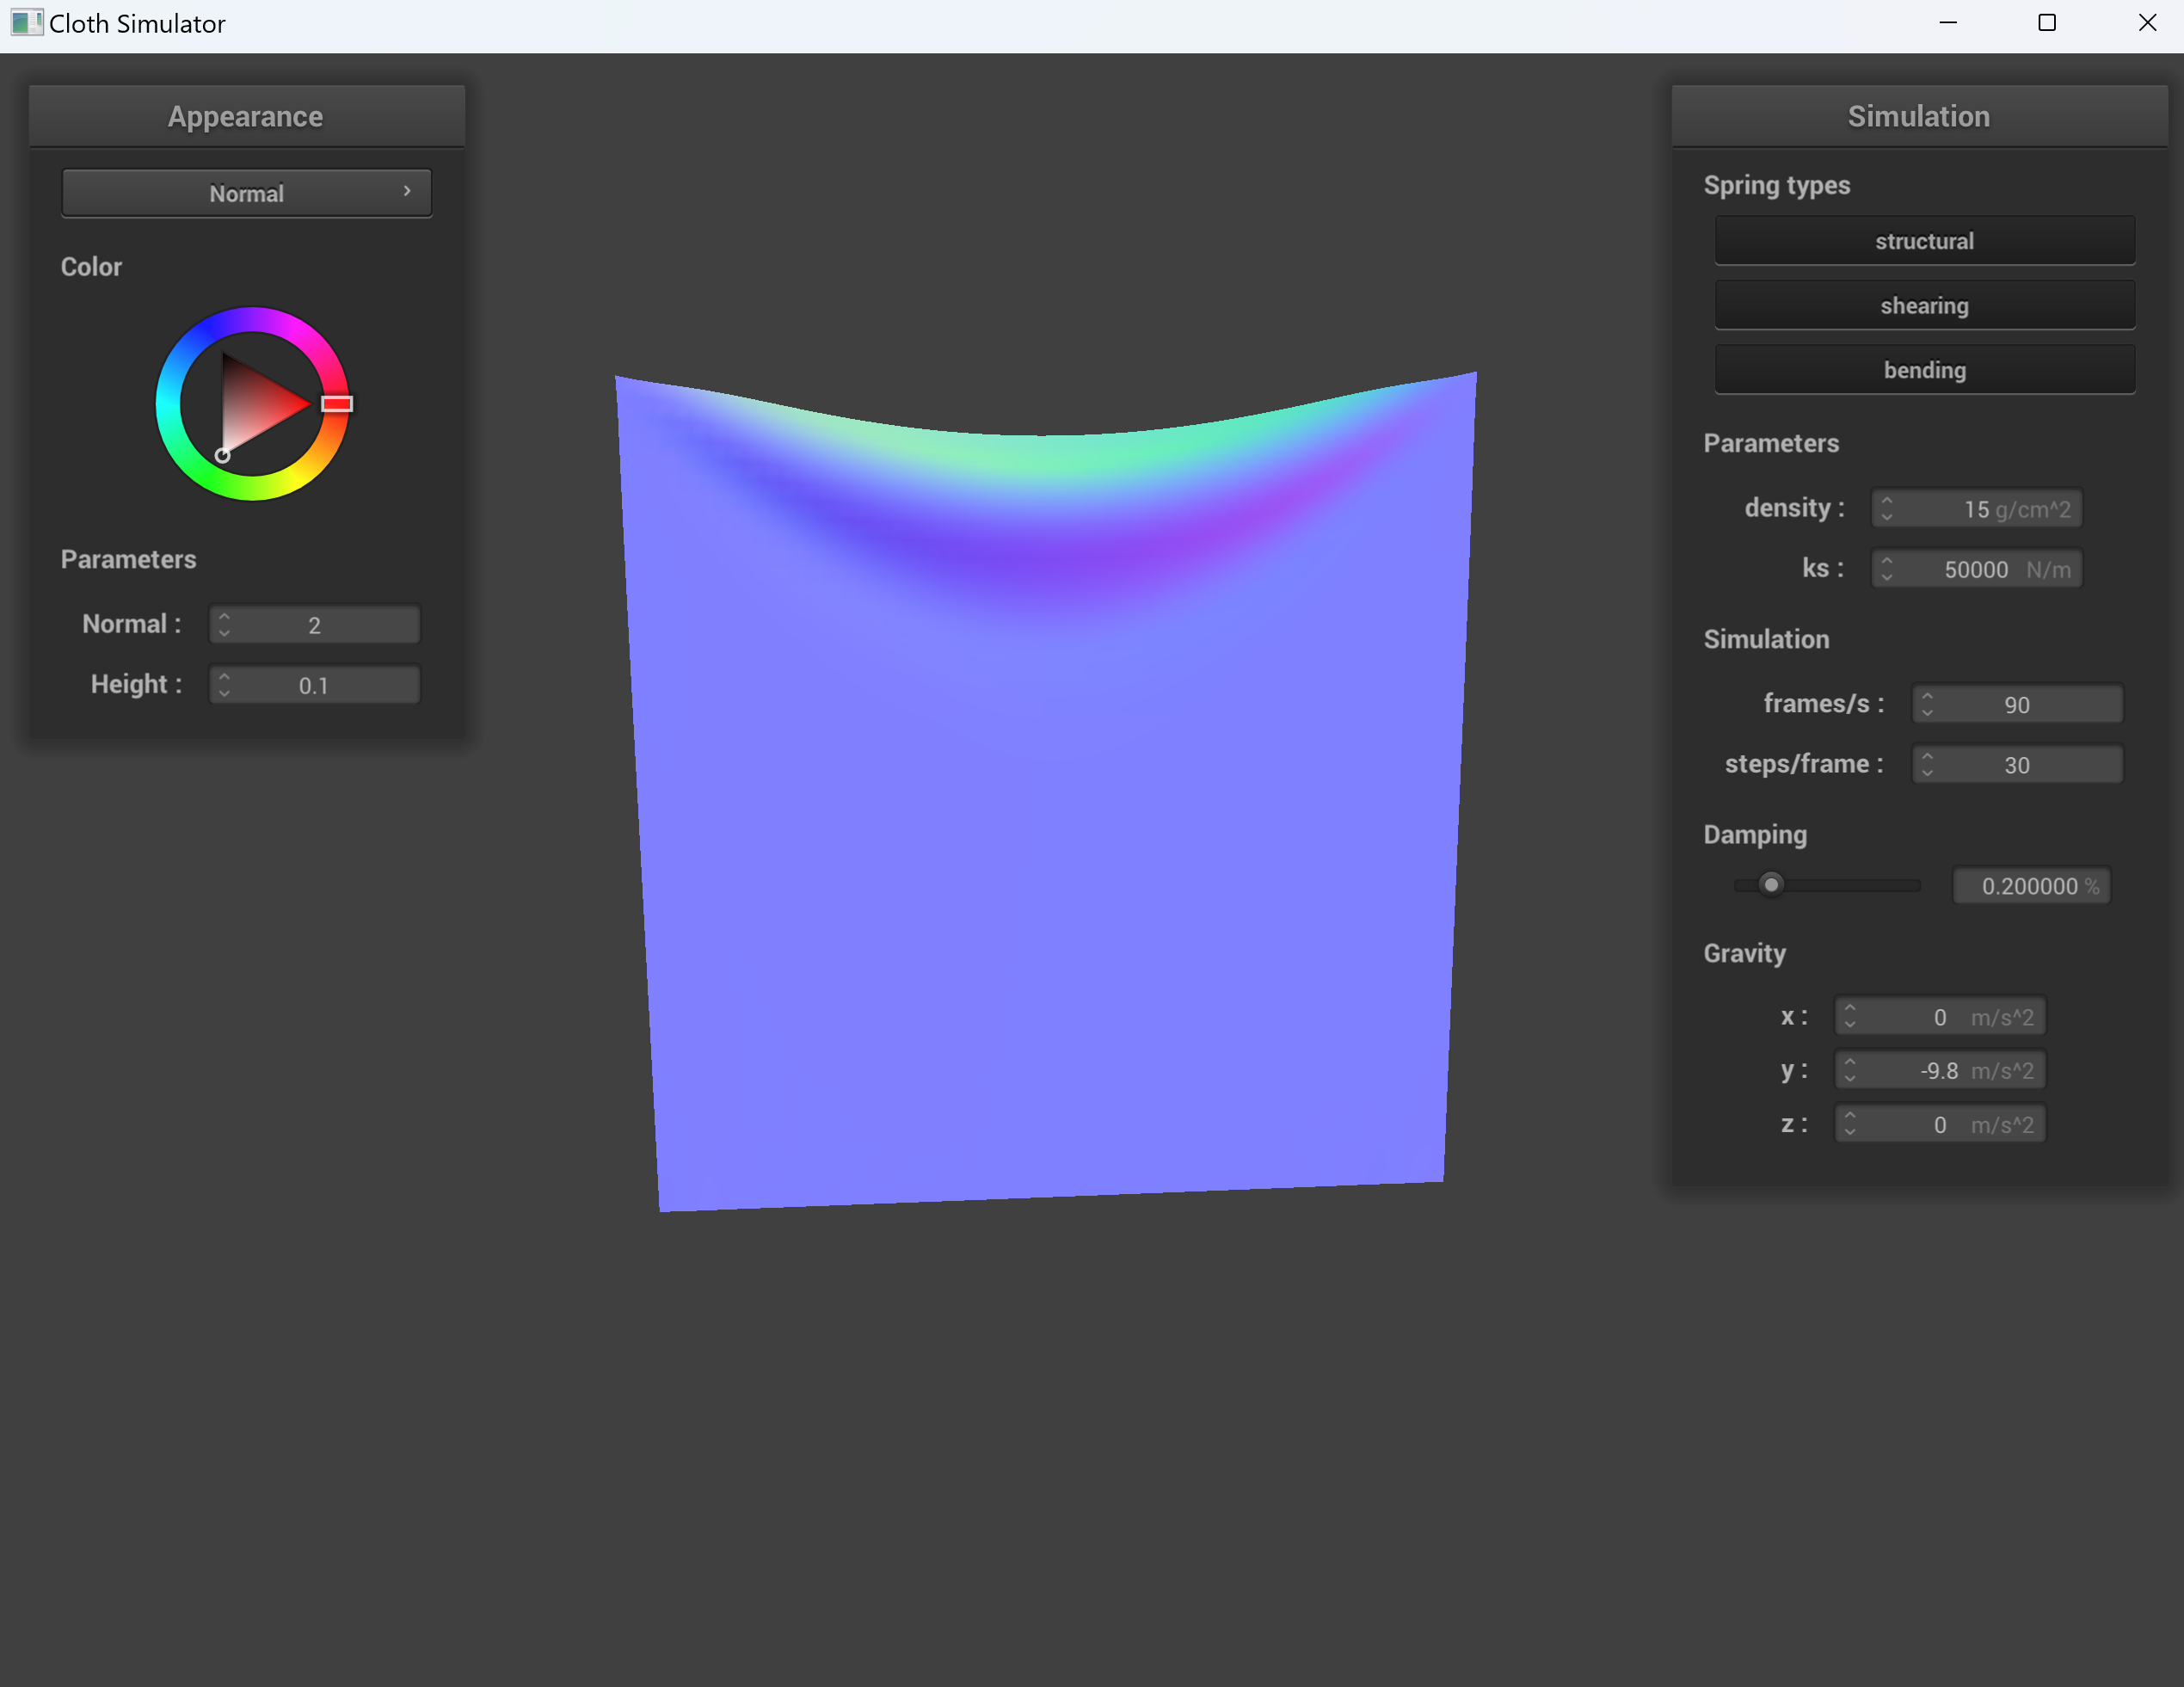 Cloth Simulator
Appearance
Normal
Color
Parameters
Normal : 2
Height : 0.1
Simulation
Spring types
structural
shearing
bending
Parameters
density : 15 g/cm^2
ks : 50000 N/m
Simulation
frames/s : 90
steps/frame : 30
Damping
0.200000 %
Gravity
x : 0 m/s^2
y : -9.8 m/s^2
z : 0 m/s^2